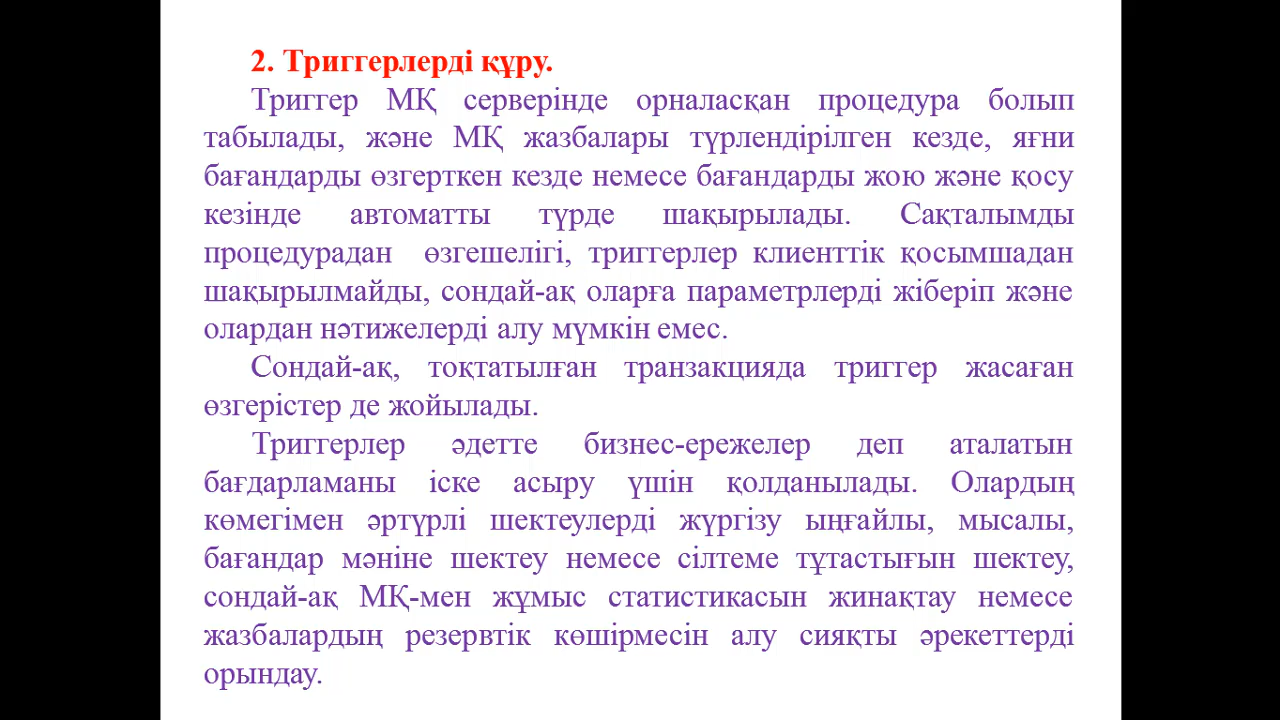 2. Триггерлерді құру.
Триггер МҚ серверінде орналасқан процедура болып
табылады, және МҚ жазбалары түрлендірілген кезде, яғни
бағандарды өзгерткен кезде немесе бағандарды жою және қосу
кезінде автоматты түрде шақырылады. Сақталымды
процедурадан өзгешелігі, триггерлер клиенттік қосымшадан
шақырылмайды, сондай-ақ оларға параметрлерді жіберіп және
олардан нәтижелерді алу мүмкін емес.
Сондай-ақ, тоқтатылған транзакцияда триггер жасаған
өзгерістер де жойылады.
Триггерлер әдетте бизнес-ережелер деп аталатын
бағдарламаны іске асыру үшін қолданылады. Олардың
көмегімен әртүрлі шектеулерді жүргізу ыңғайлы, мысалы,
бағандар мәніне шектеу немесе сілтеме тұтастығын шектеу,
сондай-ақ МҚ-мен жұмыс статистикасын жинақтау немесе
жазбалардың резервтік көшірмесін алу сияқты әрекеттерді
орындау.